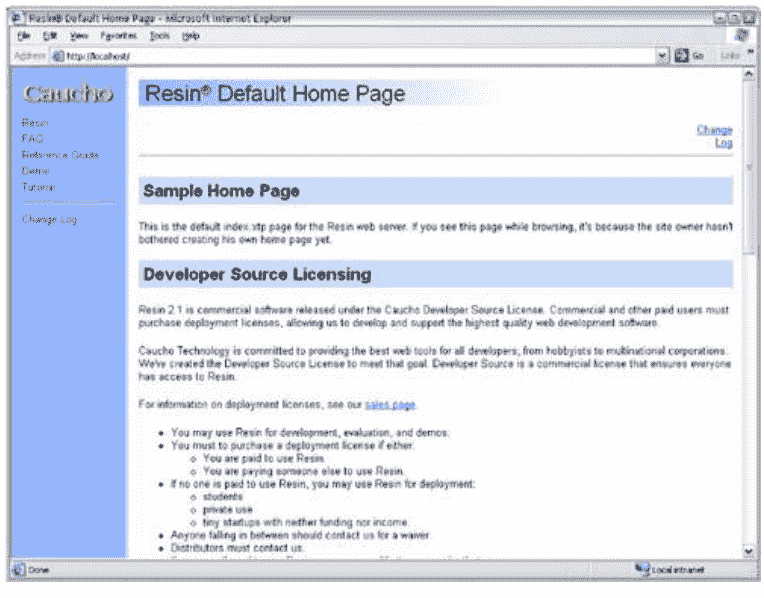 Resin® Default Home Page - Microsoft Internet Explorer
File Edit View Favorites Tools Help
Address http://localhost/ Go Links
Caucho
Resin
FAQ
Reference Guide
Demo
Tutorial
Change Log
Resin® Default Home Page
Change
Log
Sample Home Page
This is the default index.xtp page for the Resin web server. If you see this page while browsing, it's because the site owner hasn't
bothered creating his own home page yet.
Developer Source Licensing
Resin 2.1 is commercial software released under the Caucho Developer Source License. Commercial and other paid users must
purchase deployment licenses, allowing us to develop and support the highest quality web development software.
Caucho Technology is committed to providing the best web tools for all developers, from hobbyists to multinational corporations.
We've created the Developer Source License to meet that goal. Developer Source is a commercial license that ensures everyone
has access to Resin.
For information on deployment licenses, see our sales page
You may use Resin for development, evaluation, and demos.
You must to purchase a deployment license if either:
You are paid to use Resin.
You are paying someone else to use Resin.
If no one is paid to use Resin, you may use Resin for deployment:
students
private use
tiny startups with neither funding nor income.
Anyone falling in between should contact us for a waiver.
Distributors must contact us.
Done
Local intranet